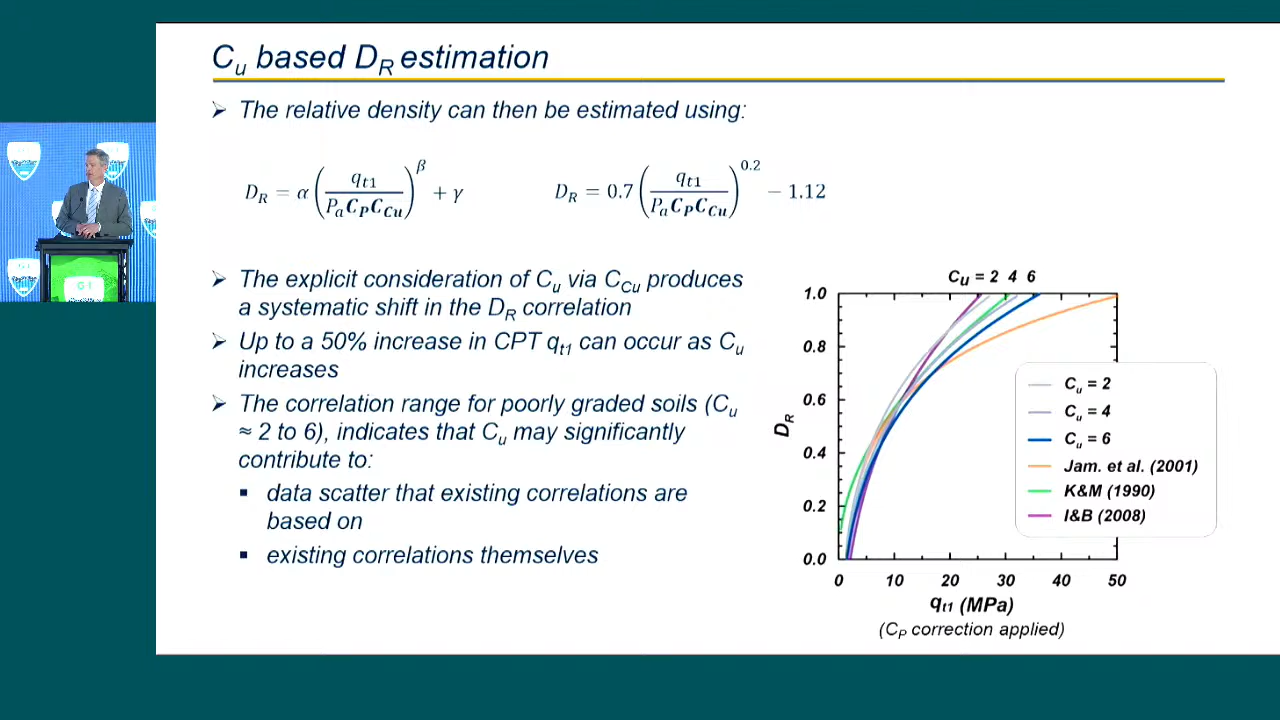 C_u based D_R estimation
➢ The relative density can then be estimated using:
D_R = α (q_t1 / P_a C_P C_Cu)^β + γ
D_R = 0.7 (q_t1 / P_a C_P C_Cu)^0.2 − 1.12
➢ The explicit consideration of C_u via C_Cu produces
a systematic shift in the D_R correlation
➢ Up to a 50% increase in CPT q_t1 can occur as C_u
increases
➢ The correlation range for poorly graded soils (C_u
≈ 2 to 6), indicates that C_u may significantly
contribute to:
▪ data scatter that existing correlations are
based on
▪ existing correlations themselves
C_u = 2 4 6
1.0
0.8
0.6
0.4
0.2
0.0
D_R
0 10 20 30 40 50
q_t1 (MPa)
(C_P correction applied)
C_u = 2
C_u = 4
C_u = 6
Jam. et al. (2001)
K&M (1990)
I&B (2008)
G-I